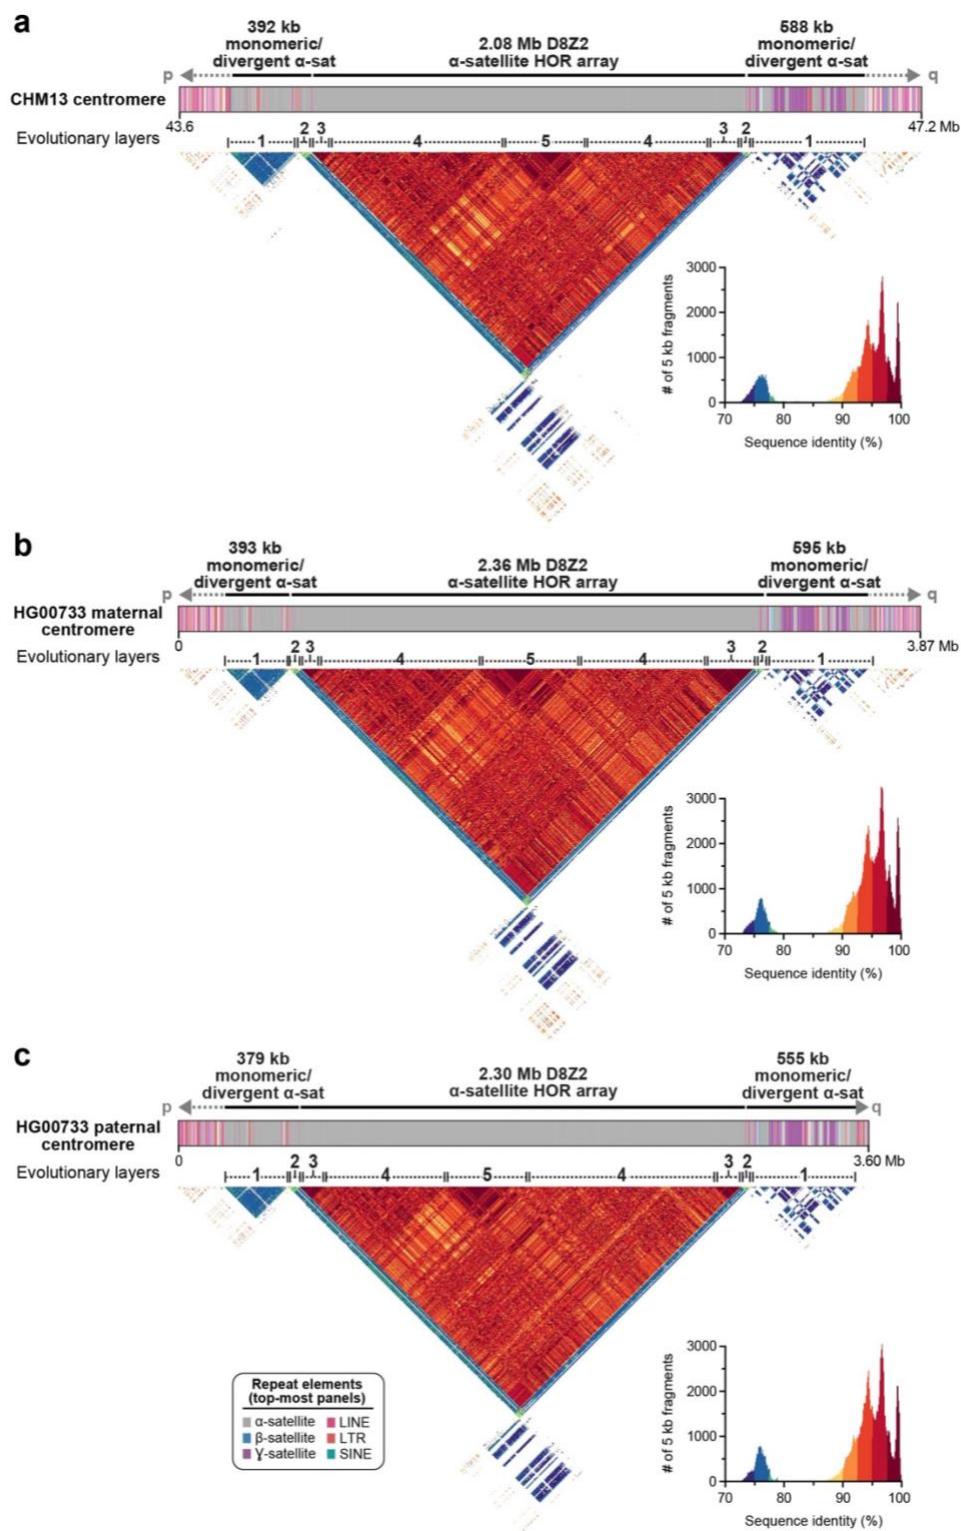 a
392 kb
monomeric/
divergent α-sat
2.08 Mb D8Z2
α-satellite HOR array
588 kb
monomeric/
divergent α-sat
p
q
CHM13 centromere
43.6
47.2 Mb
Evolutionary layers
1 2 3 4 5 4 3 2 1
# of 5 kb fragments
3000
2000
1000
0
70 80 90 100
Sequence identity (%)
b
393 kb
monomeric/
divergent α-sat
2.36 Mb D8Z2
α-satellite HOR array
595 kb
monomeric/
divergent α-sat
p
q
HG00733 maternal
centromere
0
3.87 Mb
Evolutionary layers
1 2 3 4 5 4 3 2 1
# of 5 kb fragments
3000
2000
1000
0
70 80 90 100
Sequence identity (%)
c
379 kb
monomeric/
divergent α-sat
2.30 Mb D8Z2
α-satellite HOR array
555 kb
monomeric/
divergent α-sat
p
q
HG00733 paternal
centromere
0
3.60 Mb
Evolutionary layers
1 2 3 4 5 4 3 2 1
Repeat elements
(top-most panels)
α-satellite LINE
β-satellite LTR
Ɣ-satellite SINE
# of 5 kb fragments
3000
2000
1000
0
70 80 90 100
Sequence identity (%)